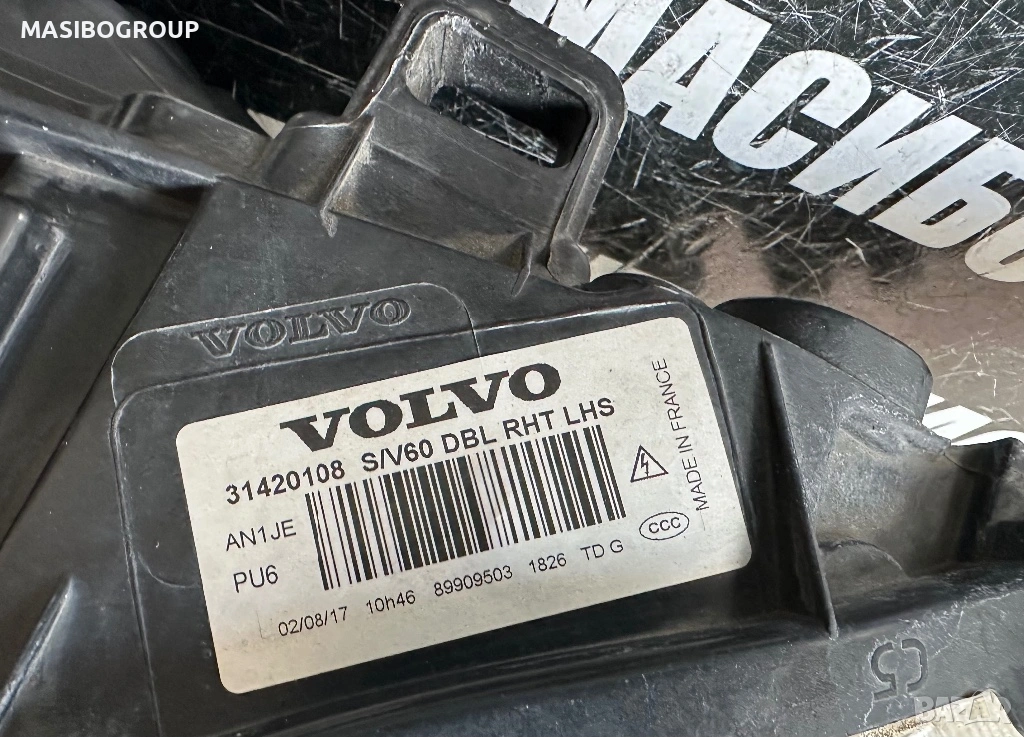 MASIBOGROUP
МАСИБО
VOLVO
VOLVO
31420108 S/V60 DBL RHT LHS
AN1JE
PU6
02/08/17 10h46 89909503 1826 TD G
MADE IN FRANCE
CCC
BAZAR